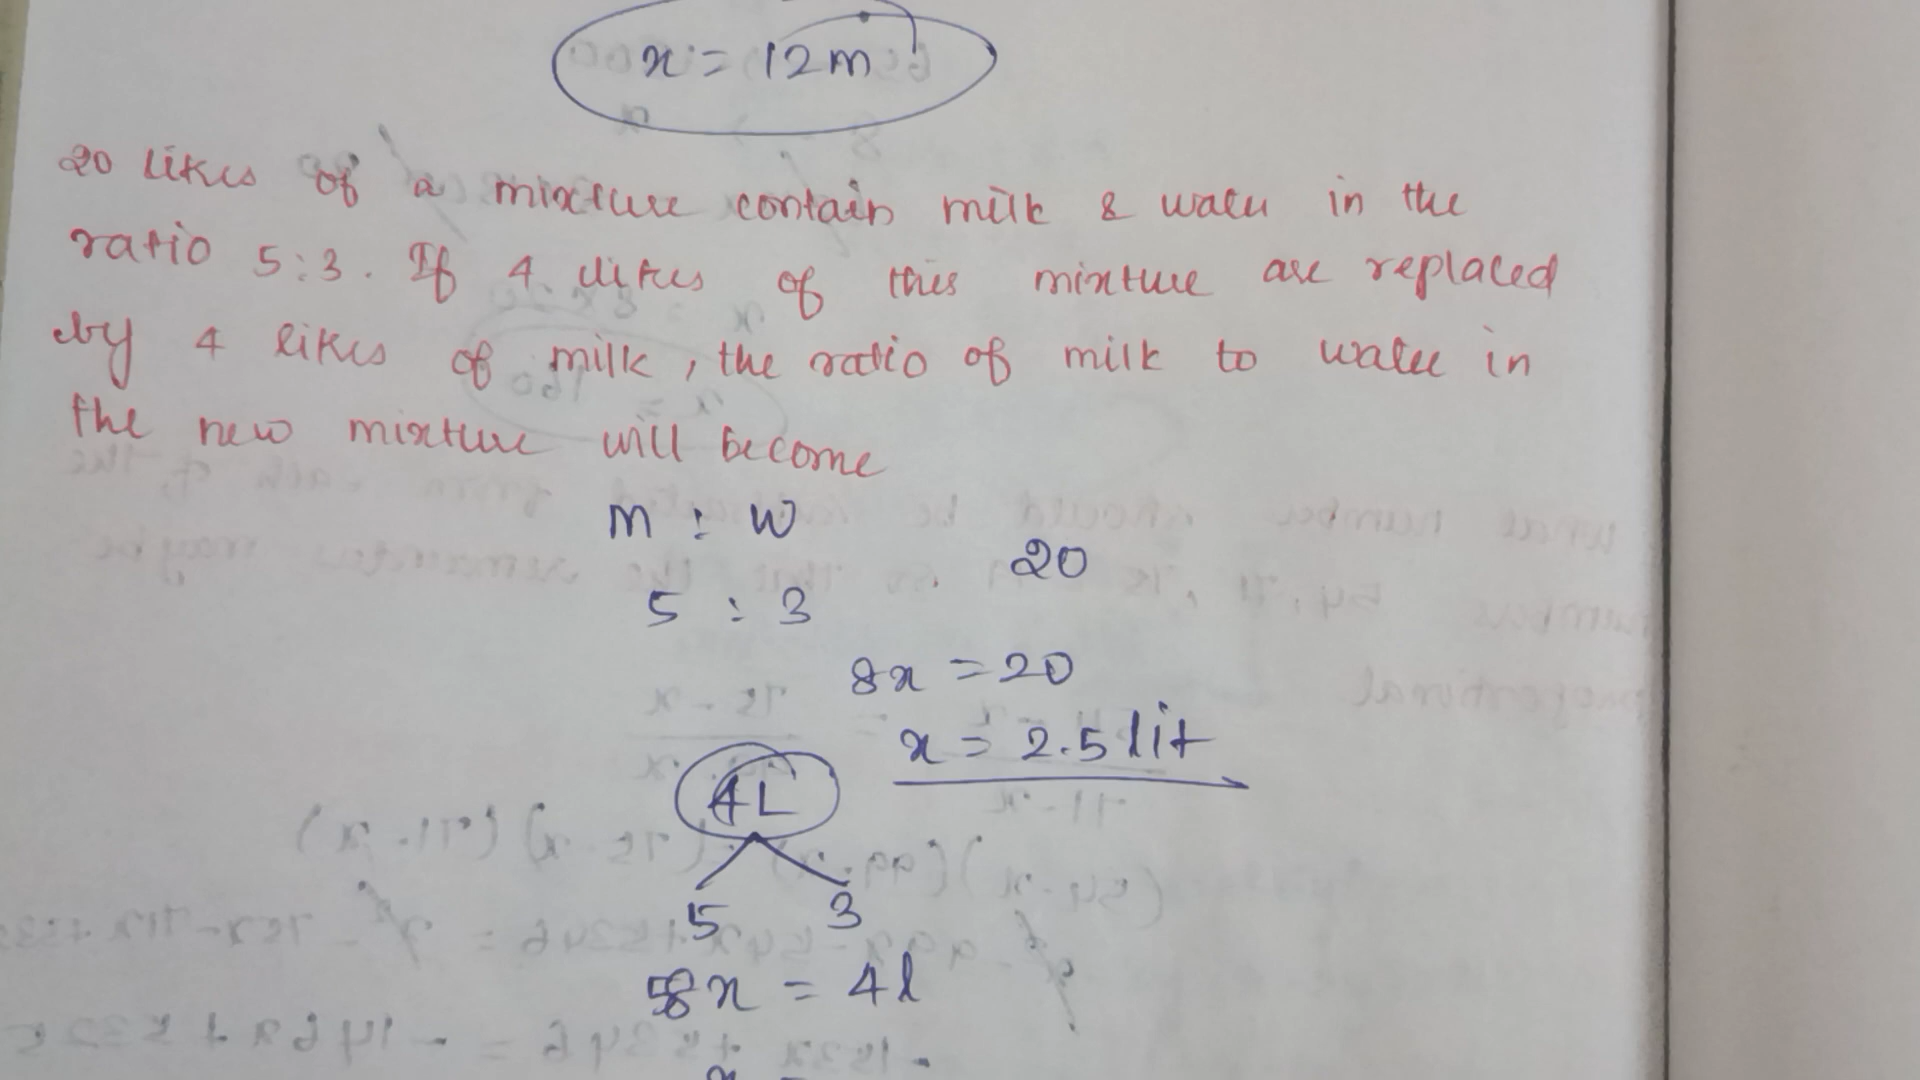 x = 12m
20 litres of a mixture contain milk & water in the
ratio 5:3. If 4 litres of this mixture are replaced
by 4 litres of milk, the ratio of milk to water in
the new mixture will become
m : w
20
5 : 3
8x = 20
x = 2.5 lit
4L
5 3
8x = 4l